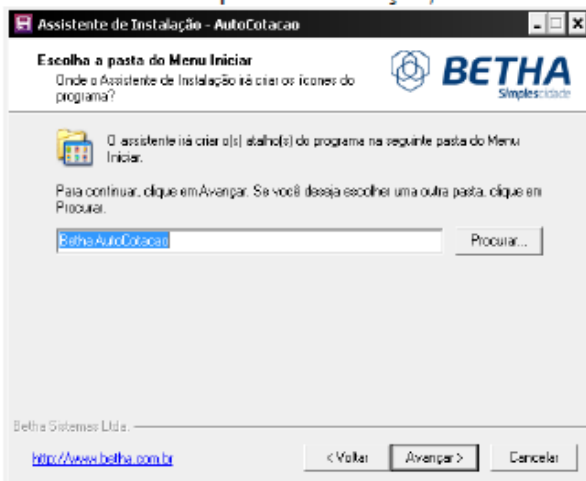 Assistente de Instalação - AutoCotacao
Escolha a pasta do Menu Iniciar
Onde o Assistente de Instalação irá criar os ícones do
programa?
BETHA
Simplescidade
O assistente irá criar o(s) atalho(s) do programa na seguinte pasta do Menu
Iniciar.
Para continuar, clique em Avançar. Se você deseja escolher uma outra pasta, clique em
Procurar.
Betha AutoCotacao
Procurar...
Betha Sistemas Ltda.
http://www.betha.com.br
< Voltar
Avançar >
Cancelar